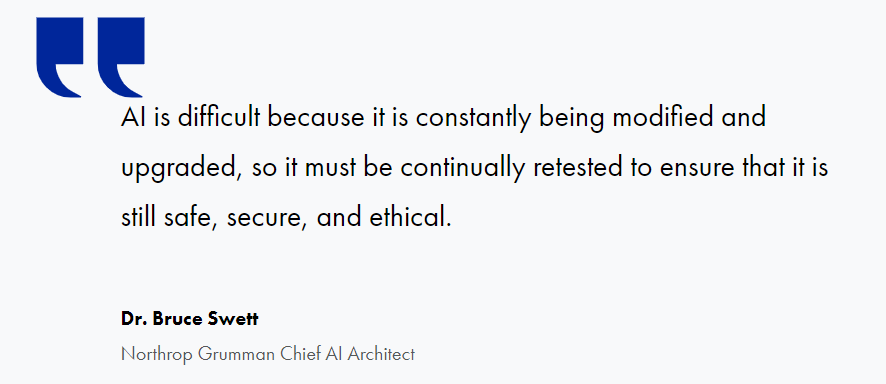 AI is difficult because it is constantly being modified and
upgraded, so it must be continually retested to ensure that it is
still safe, secure, and ethical.
Dr. Bruce Swett
Northrop Grumman Chief AI Architect